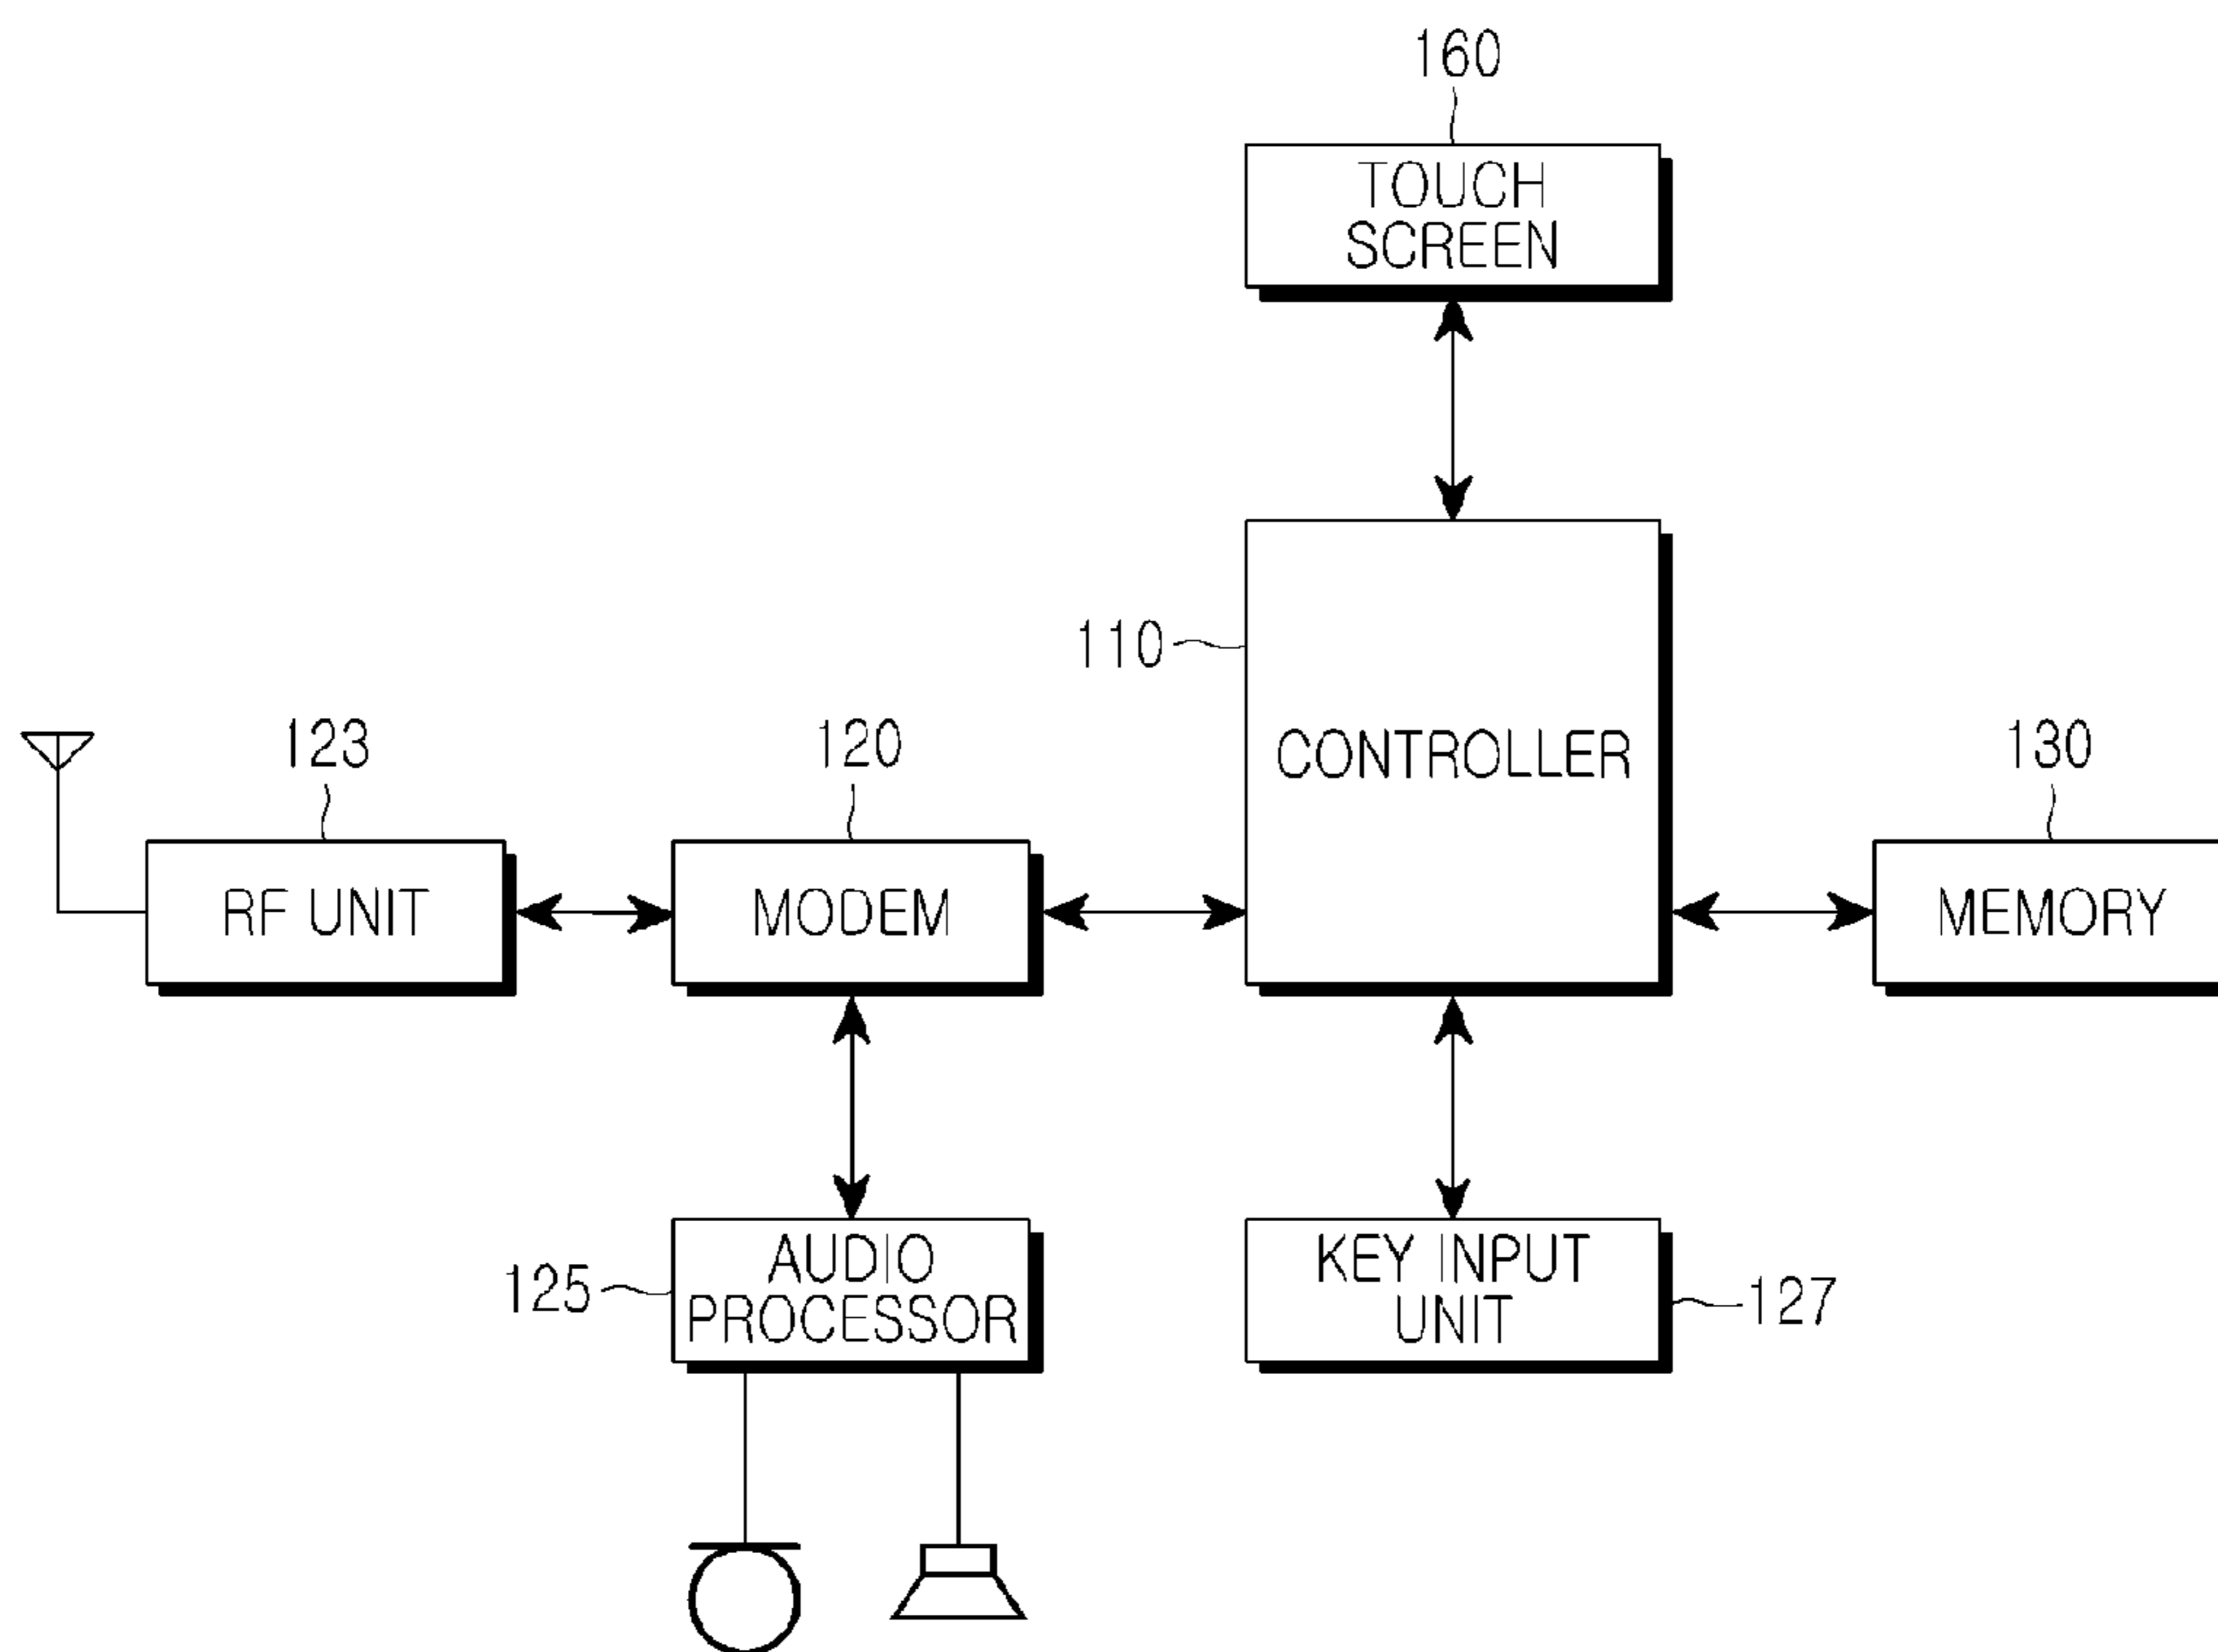 160
TOUCH
SCREEN
110
CONTROLLER
123
120
130
RF UNIT
MODEM
MEMORY
125
AUDIO
PROCESSOR
KEY INPUT
UNIT
127